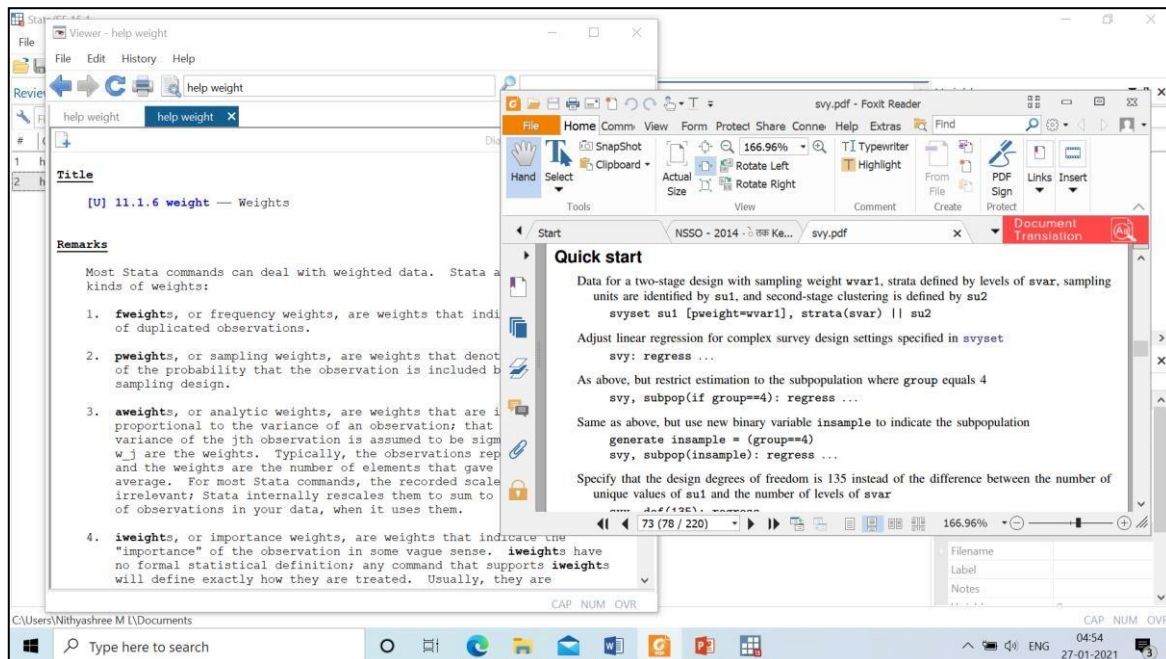 Viewer - help weight
File
File Edit History Help
help weight
Review
help weight
help weight
#
1 h
2 h
Title
[U] 11.1.6 weight — Weights
Remarks
Most Stata commands can deal with weighted data. Stata a
kinds of weights:
1. fweights, or frequency weights, are weights that indi
of duplicated observations.
2. pweights, or sampling weights, are weights that denot
of the probability that the observation is included b
sampling design.
3. aweights, or analytic weights, are weights that are i
proportional to the variance of an observation; that
variance of the jth observation is assumed to be sigm
w_j are the weights. Typically, the observations rep
and the weights are the number of elements that gave
average. For most Stata commands, the recorded scale
irrelevant; Stata internally rescales them to sum to
of observations in your data, when it uses them.
4. iweights, or importance weights, are weights that indicate the
"importance" of the observation in some vague sense. iweights have
no formal statistical definition; any command that supports iweights
will define exactly how they are treated. Usually, they are
CAP NUM OVR
svy.pdf - Foxit Reader
File Home Comm View Form Protect Share Conne Help Extras Find
Hand
Select
SnapShot
Clipboard
Tools
Actual
Size
166.96%
Rotate Left
Rotate Right
View
Typewriter
Highlight
Comment
From
File
Create
PDF
Sign
Protect
Links
Insert
Start
NSSO - 2014 - े तक Ke...
svy.pdf
Document
Translation
Quick start
Data for a two-stage design with sampling weight wvar1, strata defined by levels of svar, sampling
units are identified by su1, and second-stage clustering is defined by su2
svyset su1 [pweight=wvar1], strata(svar) || su2
Adjust linear regression for complex survey design settings specified in svyset
svy: regress ...
As above, but restrict estimation to the subpopulation where group equals 4
svy, subpop(if group==4): regress ...
Same as above, but use new binary variable insample to indicate the subpopulation
generate insample = (group==4)
svy, subpop(insample): regress ...
Specify that the design degrees of freedom is 135 instead of the difference between the number of
unique values of su1 and the number of levels of svar
73 (78 / 220)
166.96%
Filename
Label
Notes
C:\Users\Nithyashree M L\Documents
CAP NUM OVR
Type here to search
ENG
04:54
27-01-2021
3